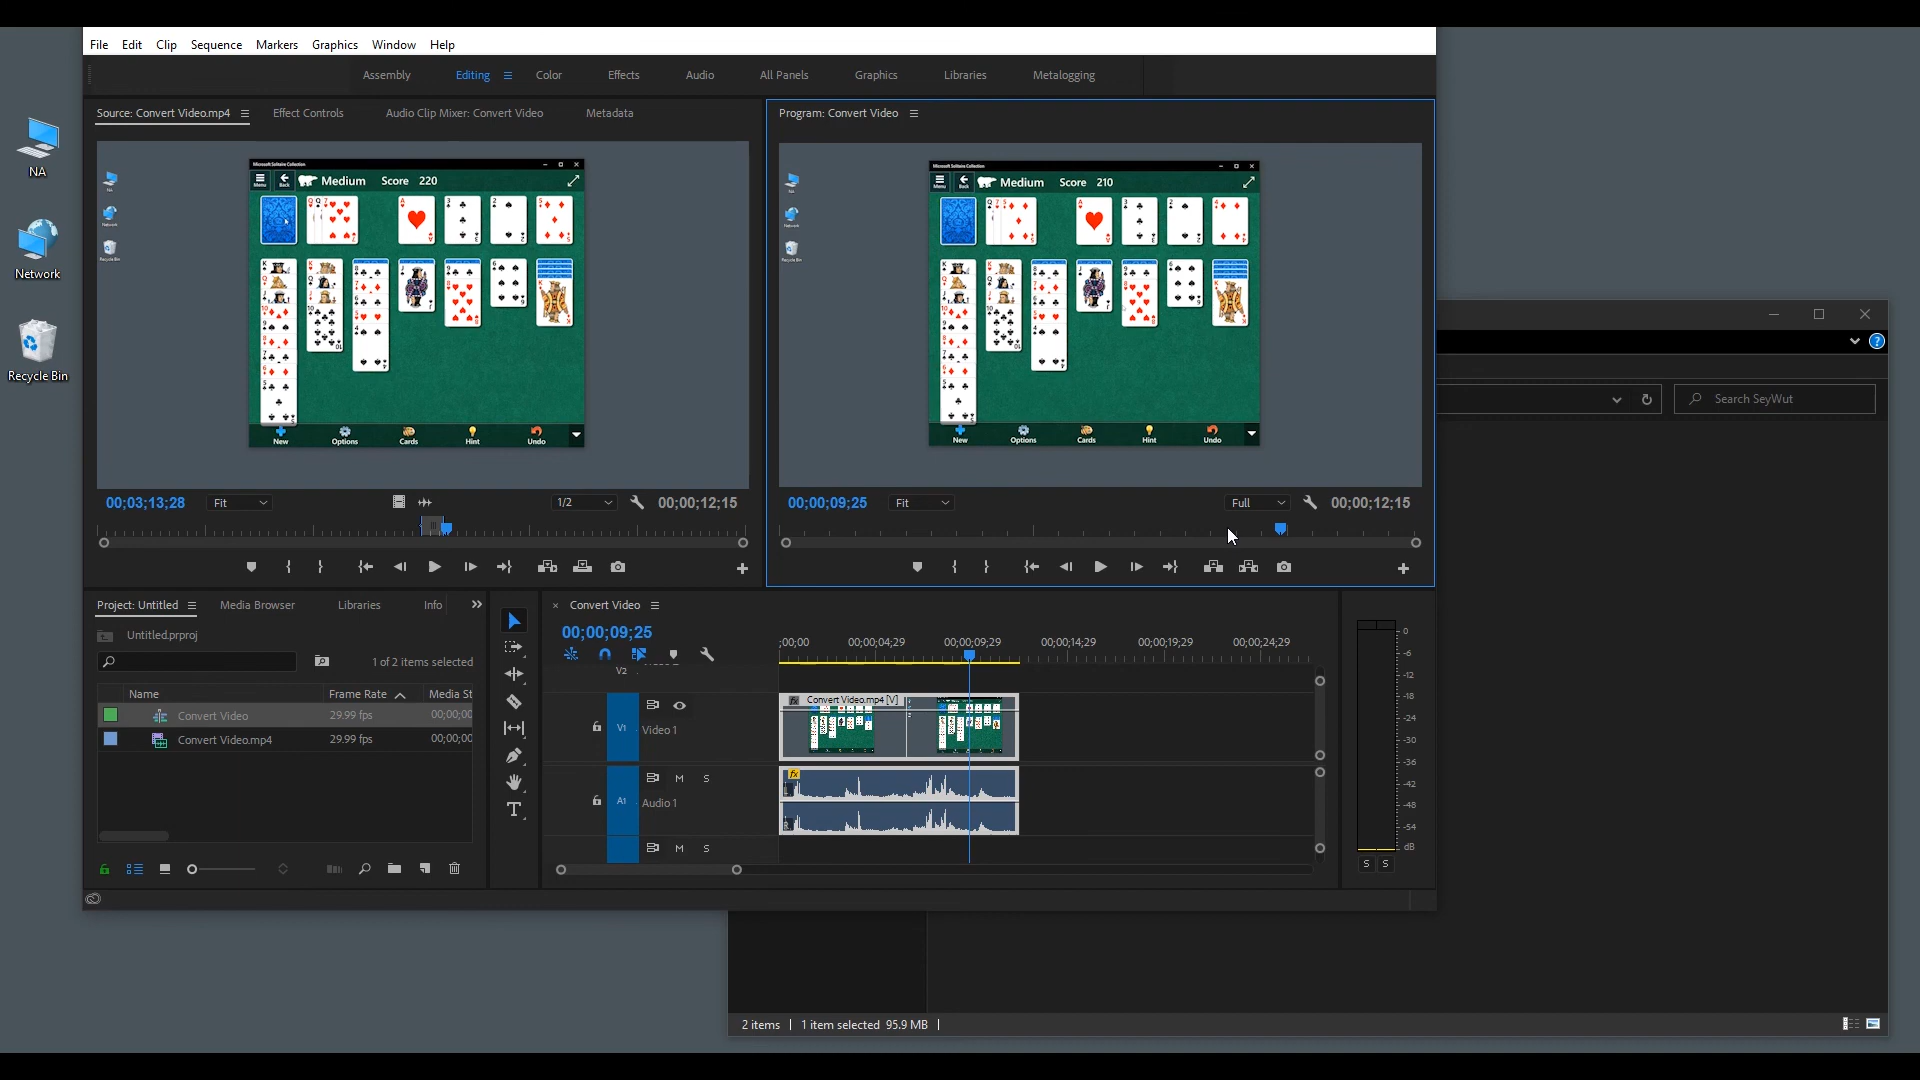 File Edit Clip Sequence Markers Graphics Window Help
Assembly Editing Color Effects Audio All Panels Graphics Libraries Metalogging
Source: Convert Video.mp4 Effect Controls Audio Clip Mixer: Convert Video Metadata
Program: Convert Video
NA
Network
Recycle Bin
Microsoft Solitaire Collection
Menu Back Medium Score 220
New Options Cards Hint Undo
Microsoft Solitaire Collection
Menu Back Medium Score 210
New Options Cards Hint Undo
00;03;13;28 Fit 1/2 00;00;12;15
00;00;09;25 Fit Full 00;00;12;15
Search SeyWut
Project: Untitled Media Browser Libraries Info
Untitled.prproj
1 of 2 items selected
Name Frame Rate Media St
Convert Video 29.99 fps 00;00;00
Convert Video.mp4 29.99 fps 00;00;00
× Convert Video
00;00;09;25
;00;00 00;00;04;29 00;00;09;29 00;00;14;29 00;00;19;29 00;00;24;29
V2
V1 Video 1
fx Convert Video.mp4 [V]
A1 M S
Audio 1
fx
L
R
M S
0
-6
-12
-18
-24
-30
-36
-42
-48
-54
dB
S S
2 items 1 item selected 95.9 MB